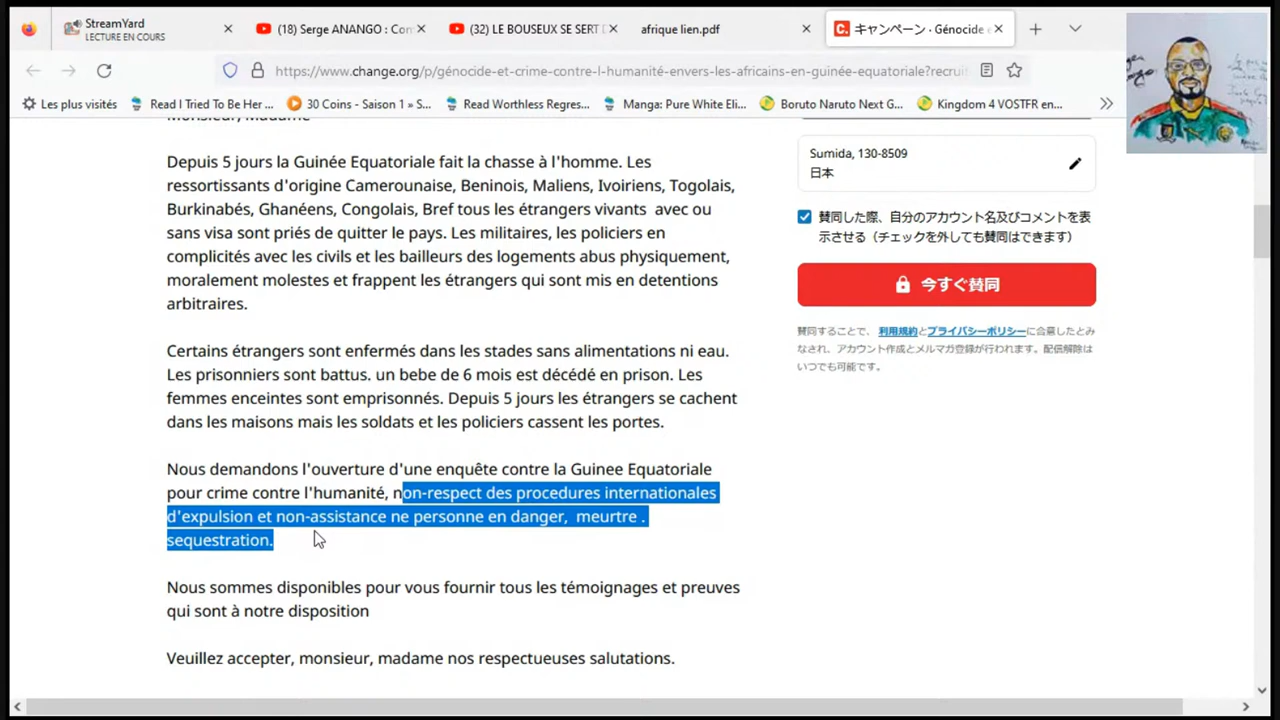 StreamYard
LECTURE EN COURS
(18) Serge ANANGO : Con
(32) LE BOUSEUX SE SERT D
afrique lien.pdf
キャンペーン · Génocide e
https://www.change.org/p/génocide-et-crime-contre-l-humanité-envers-les-africains-en-guinée-equatoriale?recrui
Les plus visités
Read I Tried To Be Her ...
30 Coins - Saison 1 » S...
Read Worthless Regres...
Manga: Pure White Eli...
Boruto Naruto Next G...
Kingdom 4 VOSTFR en...
Monsieur, Madame
Depuis 5 jours la Guinée Equatoriale fait la chasse à l'homme. Les
ressortissants d'origine Camerounaise, Beninois, Maliens, Ivoiriens, Togolais,
Burkinabés, Ghanéens, Congolais, Bref tous les étrangers vivants avec ou
sans visa sont priés de quitter le pays. Les militaires, les policiers en
complicités avec les civils et les bailleurs des logements abus physiquement,
moralement molestes et frappent les étrangers qui sont mis en detentions
arbitraires.
Certains étrangers sont enfermés dans les stades sans alimentations ni eau.
Les prisonniers sont battus. un bebe de 6 mois est décédé en prison. Les
femmes enceintes sont emprisonnés. Depuis 5 jours les étrangers se cachent
dans les maisons mais les soldats et les policiers cassent les portes.
Nous demandons l'ouverture d'une enquête contre la Guinee Equatoriale
pour crime contre l'humanité, non-respect des procedures internationales
d'expulsion et non-assistance ne personne en danger, meurtre .
sequestration.
Nous sommes disponibles pour vous fournir tous les témoignages et preuves
qui sont à notre disposition
Veuillez accepter, monsieur, madame nos respectueuses salutations.
Sumida, 130-8509
日本
賛同した際、自分のアカウント名及びコメントを表
示させる（チェックを外しても賛同はできます）
今すぐ賛同
賛同することで、 利用規約とプライバシーポリシーに合意したとみ
なされ、アカウント作成とメルマガ登録が行われます。配信解除は
いつでも可能です。